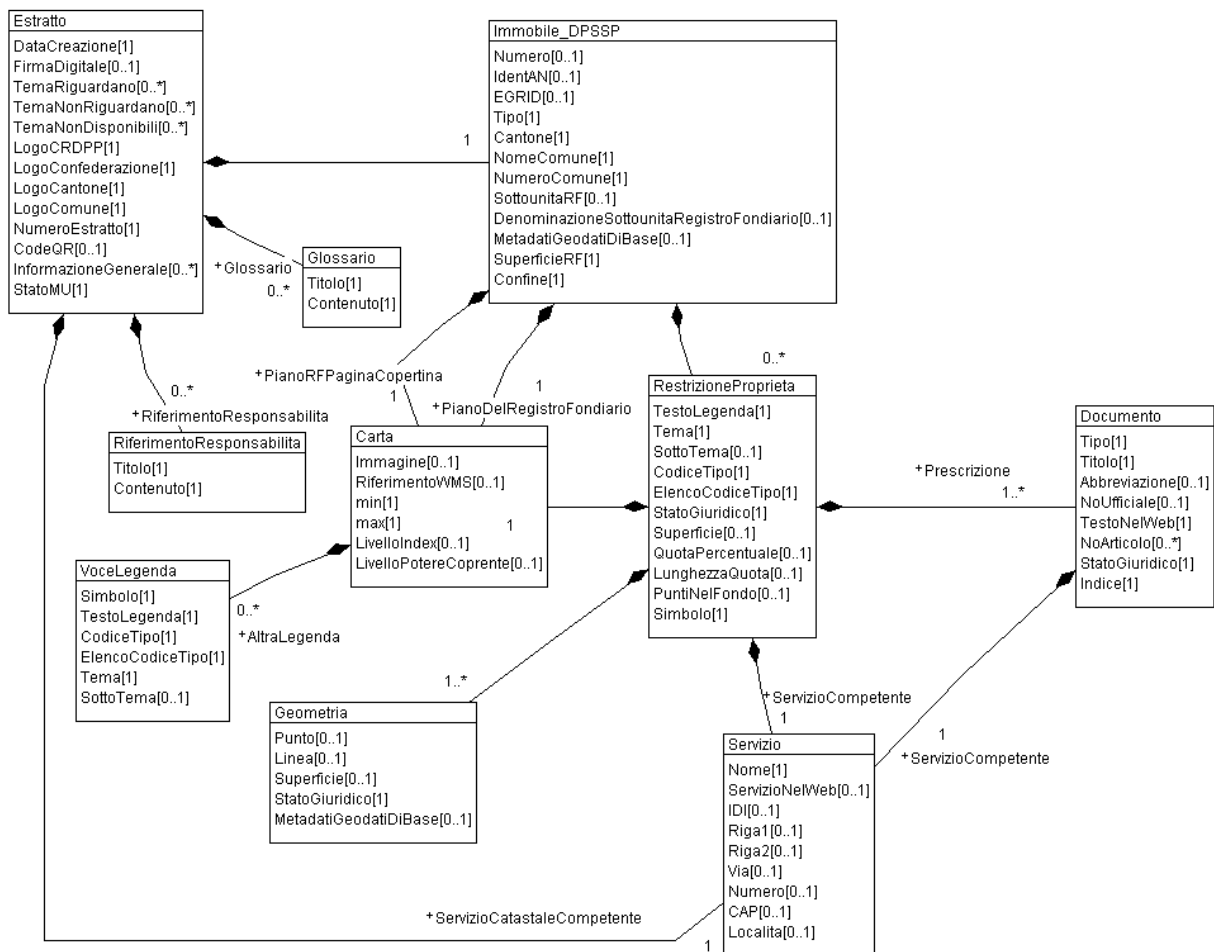 Estratto
DataCreazione[1]
FirmaDigitale[0..1]
TemaRiguardano[0..*]
TemaNonRiguardano[0..*]
TemaNonDisponibili[0..*]
LogoCRDPP[1]
LogoConfederazione[1]
LogoCantone[1]
LogoComune[1]
NumeroEstratto[1]
CodeQR[0..1]
InformazioneGenerale[0..*]
StatoMU[1]
1
Immobile_DPSSP
Numero[0..1]
IdentAN[0..1]
EGRID[0..1]
Tipo[1]
Cantone[1]
NomeComune[1]
NumeroComune[1]
SottounitaRF[0..1]
DenominazioneSottounitaRegistroFondiario[0..1]
MetadatiGeodatiDiBase[0..1]
SuperficieRF[1]
Confine[1]
+Glossario
0..*
Glossario
Titolo[1]
Contenuto[1]
+PianoRFPaginaCopertina
1
1
+PianoDelRegistroFondiario
0..*
0..*
+RiferimentoResponsabilita
RiferimentoResponsabilita
Titolo[1]
Contenuto[1]
Carta
Immagine[0..1]
RiferimentoWMS[0..1]
min[1]
max[1]
LivelloIndex[0..1]
LivelloPotereCoprente[0..1]
1
RestrizioneProprieta
TestoLegenda[1]
Tema[1]
SottoTema[0..1]
CodiceTipo[1]
ElencoCodiceTipo[1]
StatoGiuridico[1]
Superficie[0..1]
QuotaPercentuale[0..1]
LunghezzaQuota[0..1]
PuntiNelFondo[0..1]
Simbolo[1]
+Prescrizione
1..*
Documento
Tipo[1]
Titolo[1]
Abbreviazione[0..1]
NoUfficiale[0..1]
TestoNelWeb[1]
NoArticolo[0..*]
StatoGiuridico[1]
Indice[1]
VoceLegenda
Simbolo[1]
TestoLegenda[1]
CodiceTipo[1]
ElencoCodiceTipo[1]
Tema[1]
SottoTema[0..1]
0..*
+AltraLegenda
1..*
Geometria
Punto[0..1]
Linea[0..1]
Superficie[0..1]
StatoGiuridico[1]
MetadatiGeodatiDiBase[0..1]
+ServizioCompetente
1
1
+ServizioCompetente
Servizio
Nome[1]
ServizioNelWeb[0..1]
IDI[0..1]
Riga1[0..1]
Riga2[0..1]
Via[0..1]
Numero[0..1]
CAP[0..1]
Localita[0..1]
+ServizioCatastaleCompetente
1